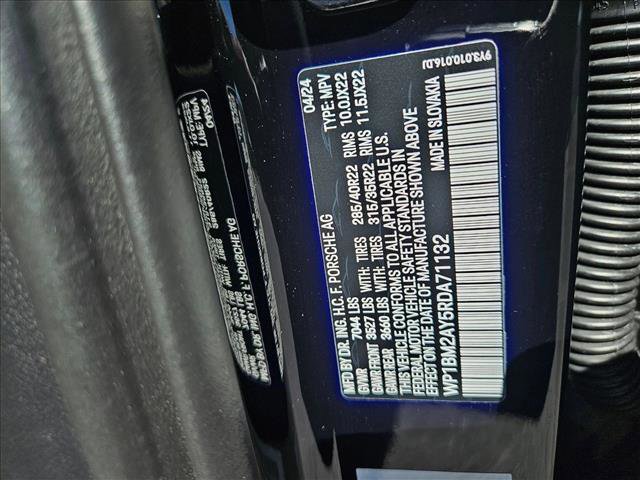 MFD BY DR. ING. H.C. F. PORSCHE AG 04/24
GVWR 7044 LBS TYPE: MPV
GAWR FRONT 3527 LBS WITH: TIRES 285/40R22 RIMS 10.0JX22
GAWR REAR 3660 LBS WITH: TIRES 315/35R22 RIMS 11.5JX22
THIS VEHICLE CONFORMS TO ALL APPLICABLE U.S.
FEDERAL MOTOR VEHICLE SAFETY STANDARDS IN
EFFECT ON THE DATE OF MANUFACTURE SHOWN ABOVE
WP1BM2AY5RDA71132 MADE IN SLOVAKIA
9Y3.010.016.DJ